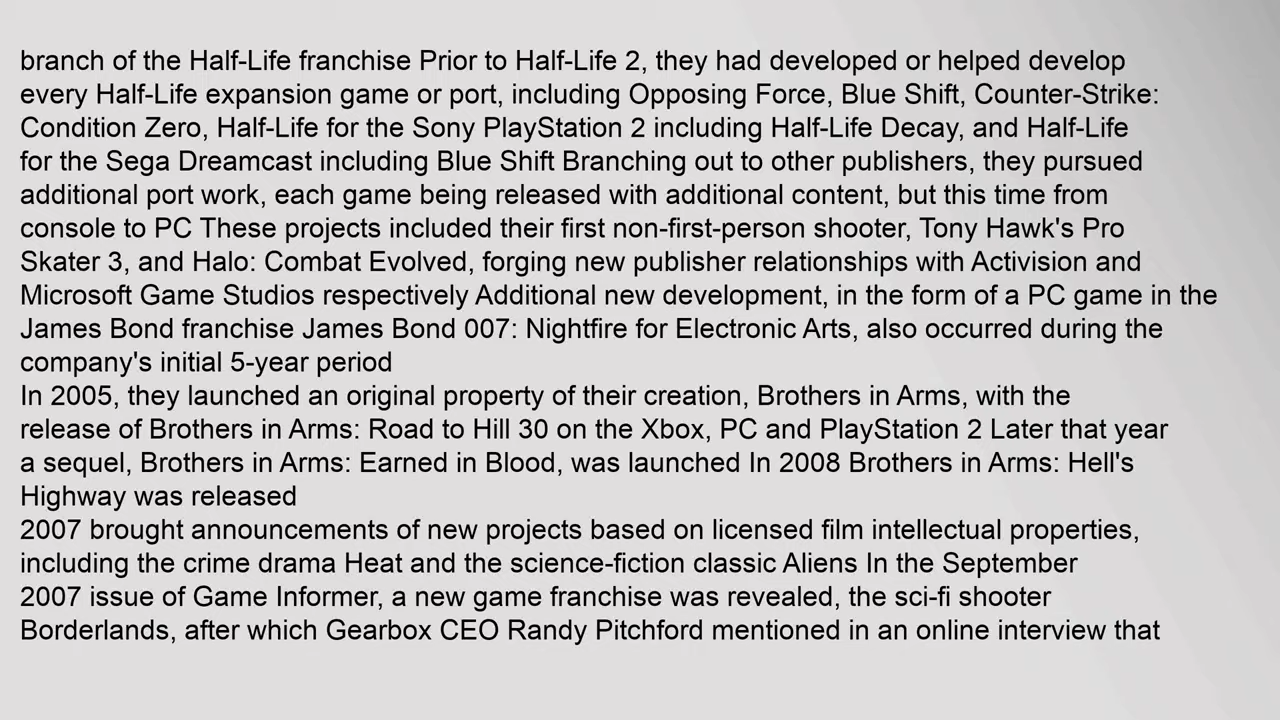 branch of the Half-Life franchise Prior to Half-Life 2, they had developed or helped develop
every Half-Life expansion game or port, including Opposing Force, Blue Shift, Counter-Strike:
Condition Zero, Half-Life for the Sony PlayStation 2 including Half-Life Decay, and Half-Life
for the Sega Dreamcast including Blue Shift Branching out to other publishers, they pursued
additional port work, each game being released with additional content, but this time from
console to PC These projects included their first non-first-person shooter, Tony Hawk's Pro
Skater 3, and Halo: Combat Evolved, forging new publisher relationships with Activision and
Microsoft Game Studios respectively Additional new development, in the form of a PC game in the
James Bond franchise James Bond 007: Nightfire for Electronic Arts, also occurred during the
company's initial 5-year period
In 2005, they launched an original property of their creation, Brothers in Arms, with the
release of Brothers in Arms: Road to Hill 30 on the Xbox, PC and PlayStation 2 Later that year
a sequel, Brothers in Arms: Earned in Blood, was launched In 2008 Brothers in Arms: Hell's
Highway was released
2007 brought announcements of new projects based on licensed film intellectual properties,
including the crime drama Heat and the science-fiction classic Aliens In the September
2007 issue of Game Informer, a new game franchise was revealed, the sci-fi shooter
Borderlands, after which Gearbox CEO Randy Pitchford mentioned in an online interview that